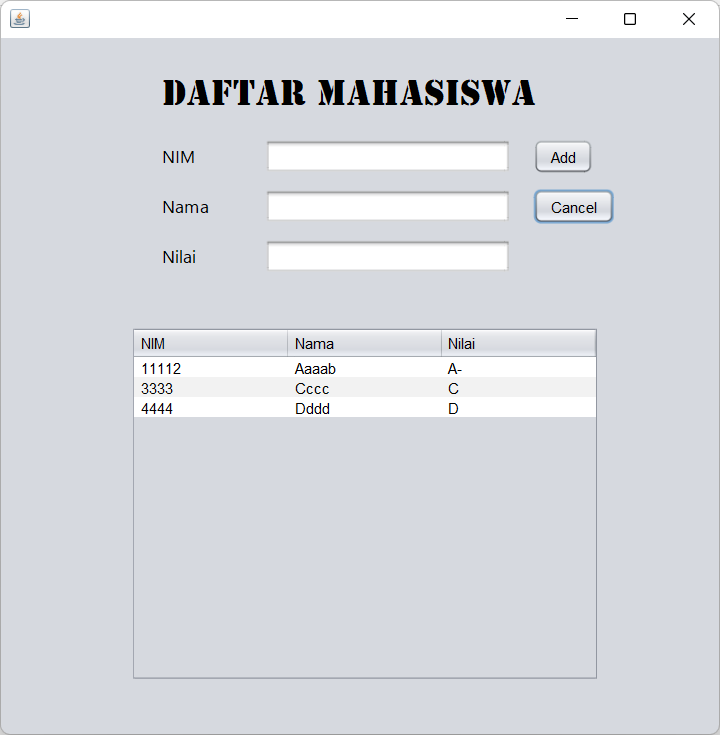 DAFTAR MAHASISWA
NIM Add
Nama Cancel
Nilai
NIM Nama Nilai
11112 Aaaab A-
3333 Cccc C
4444 Dddd D